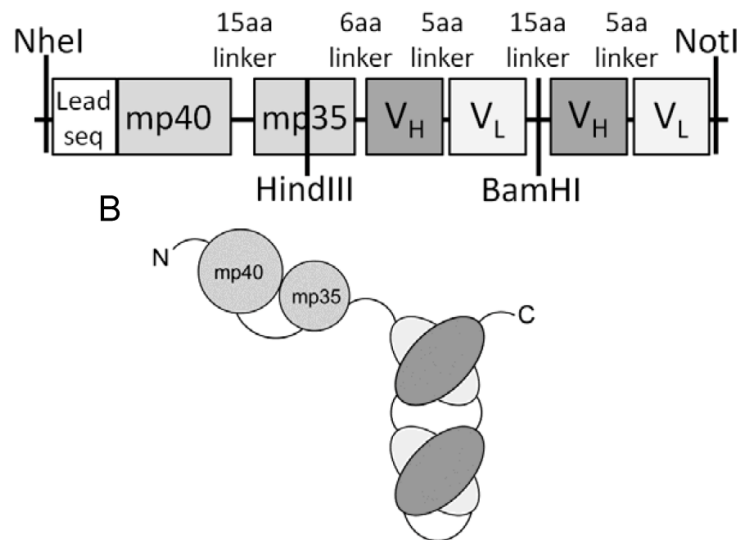 15aa 6aa 5aa 15aa 5aa
NheI linker linker linker linker linker NotI
Lead seq mp40 mp35 VH VL VH VL
HindIII BamHI
B
N mp40 mp35 C